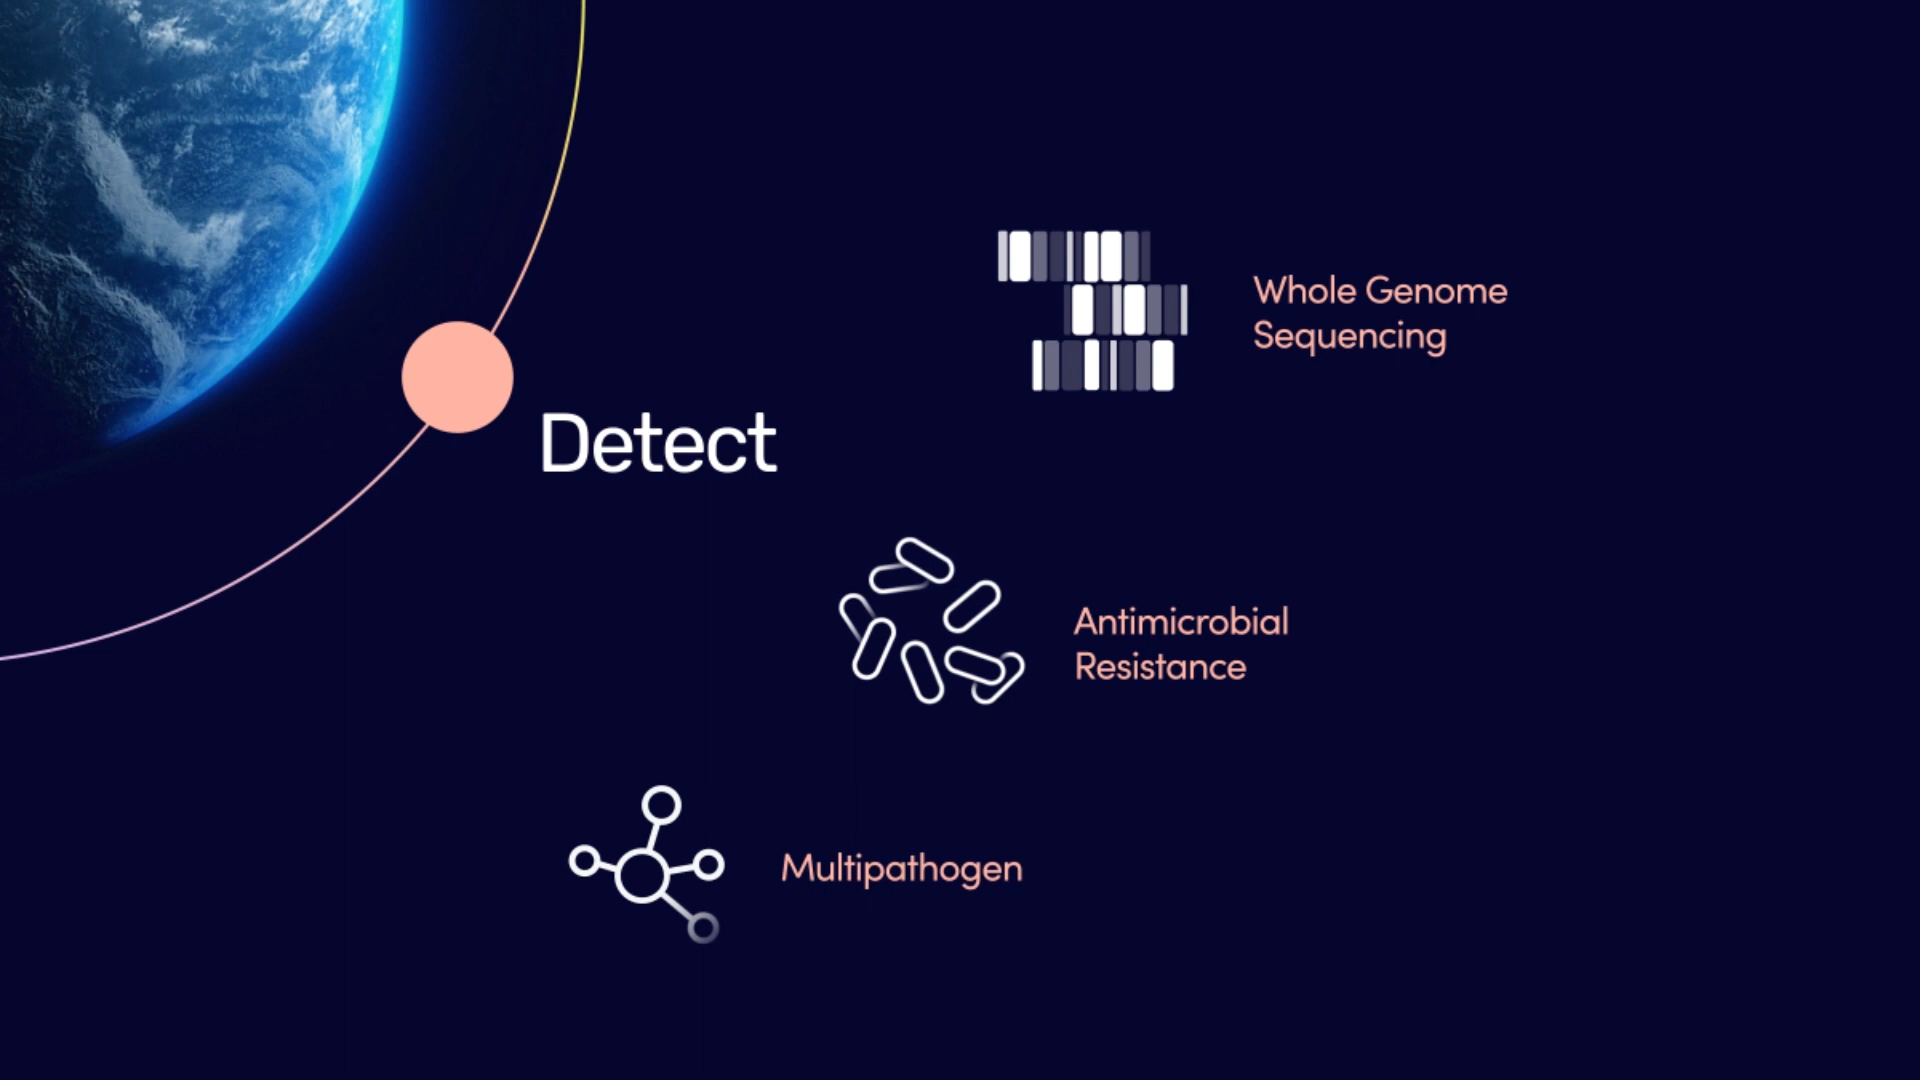 Detect
Whole Genome
Sequencing
Antimicrobial
Resistance
Multipathogen